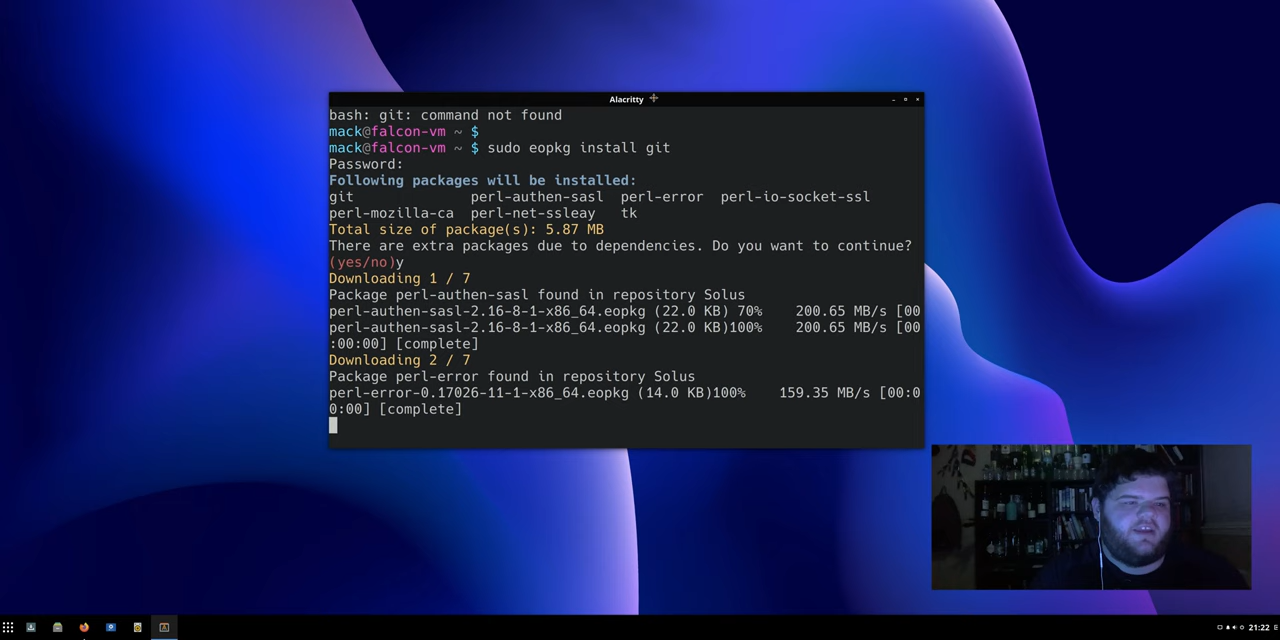 Alacritty
bash: git: command not found
mack@falcon-vm ~ $
mack@falcon-vm ~ $ sudo eopkg install git
Password:
Following packages will be installed:
git perl-authen-sasl perl-error perl-io-socket-ssl
perl-mozilla-ca perl-net-ssleay tk
Total size of package(s): 5.87 MB
There are extra packages due to dependencies. Do you want to continue?
(yes/no)y
Downloading 1 / 7
Package perl-authen-sasl found in repository Solus
perl-authen-sasl-2.16-8-1-x86_64.eopkg (22.0 KB) 70% 200.65 MB/s [00
perl-authen-sasl-2.16-8-1-x86_64.eopkg (22.0 KB)100% 200.65 MB/s [00
:00:00] [complete]
Downloading 2 / 7
Package perl-error found in repository Solus
perl-error-0.17026-11-1-x86_64.eopkg (14.0 KB)100% 159.35 MB/s [00:0
0:00] [complete]
21:22